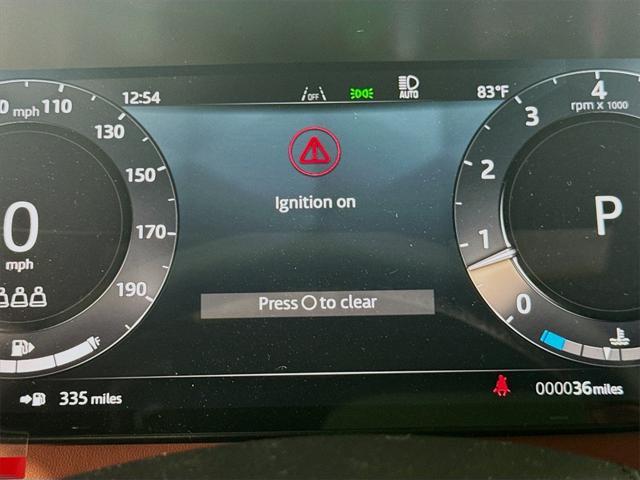 12:54 OFF AUTO 83°F
mph 110
130
150
170
190
0
mph
F
Ignition on
Press O to clear
4
rpm x 1000
3
2
1
0
P
335 miles
000036miles